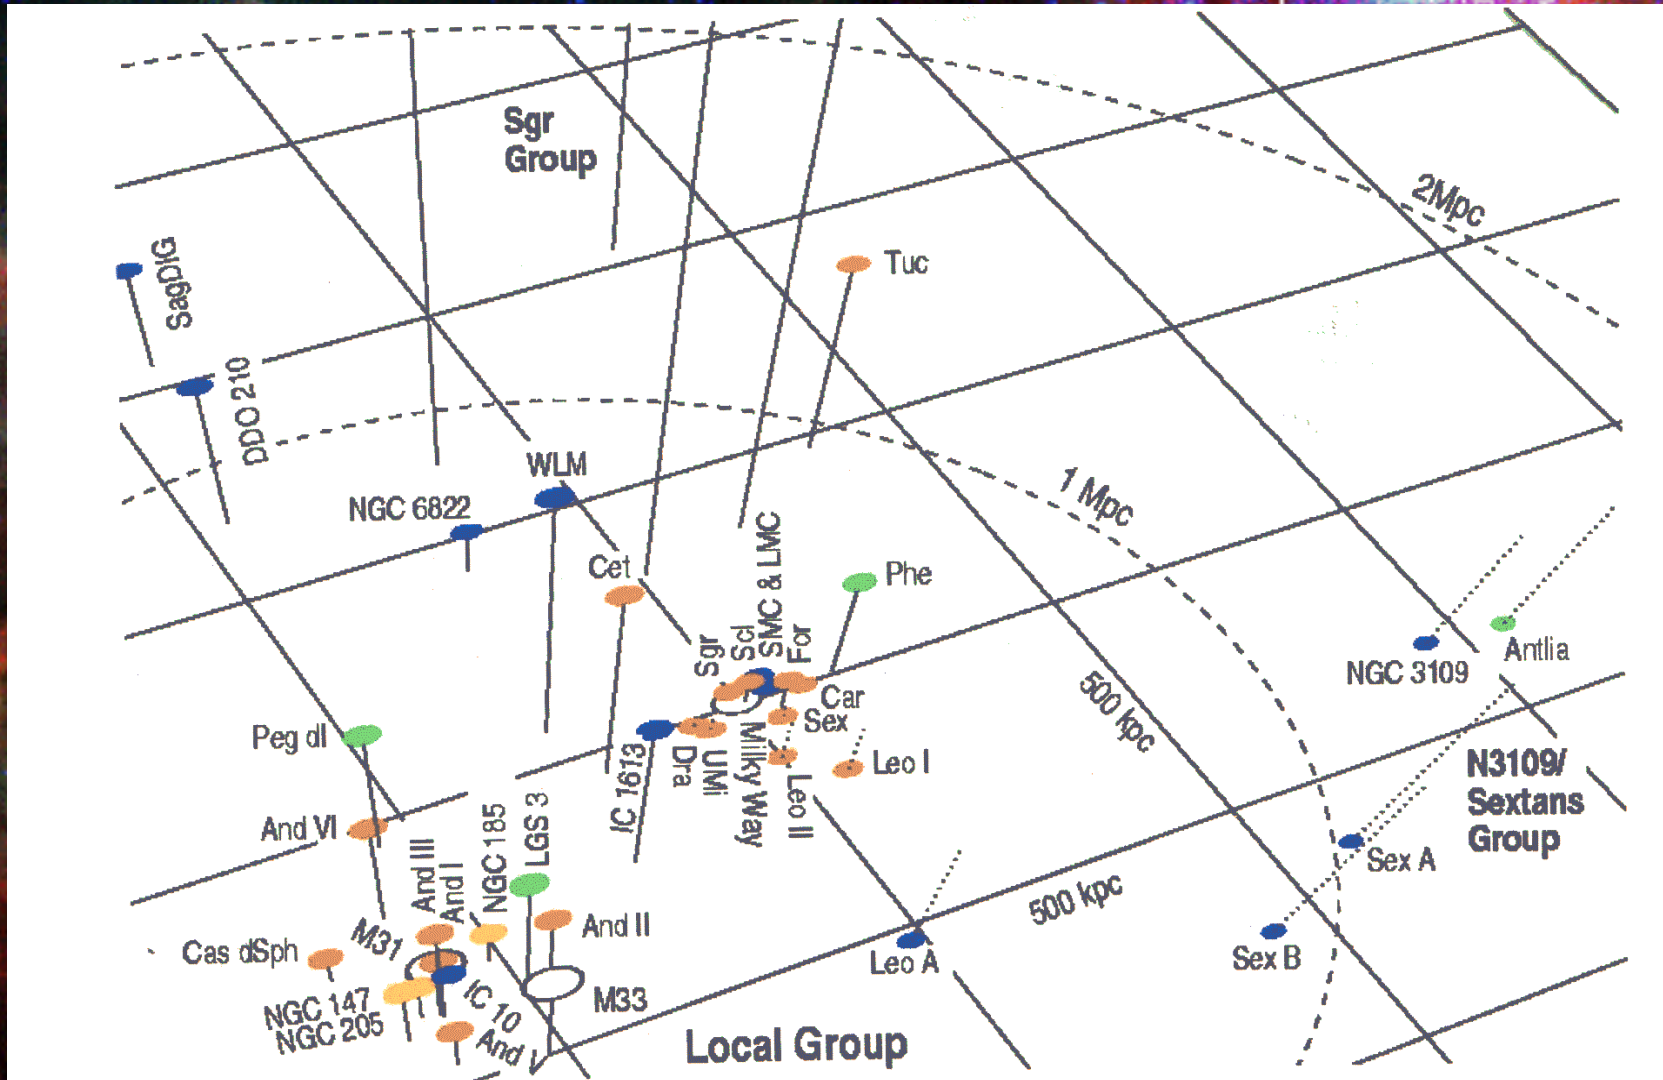 Sgr
Group
2Mpc
SagDIG
Tuc
DDO 210
WLM
1 Mpc
NGC 6822
Cet
SMC & LMC
Phe
Scl
For
Sgr
NGC 3109
Antlia
500 kpc
Car
Sex
Peg dI
IC 1613
Dra
UMi
Milky Way
Leo II
Leo I
N3109/
Sextans
Group
And VI
And III
And I
NGC 185
LGS 3
Sex A
500 kpc
And II
M31
Cas dSph
Leo A
Sex B
NGC 147
NGC 205
IC 10
M33
And V
Local Group